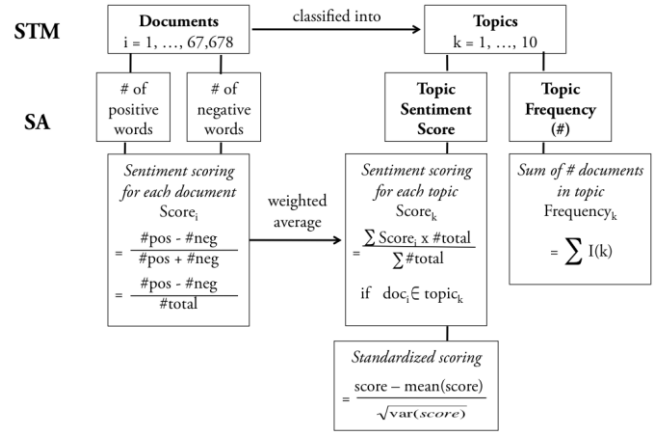 STM
Documents
i = 1, …, 67,678
classified into
Topics
k = 1, …, 10
SA
# of
positive
words
# of
negative
words
Topic
Sentiment
Score
Topic
Frequency
(#)
Sentiment scoring
for each document
Scoreᵢ
= #pos - #neg
#pos + #neg
= #pos - #neg
#total
weighted
average
Sentiment scoring
for each topic
Scoreₖ
= ∑ Scoreᵢ x #total
∑ #total
if docᵢ∈ topicₖ
Sum of # documents
in topic
Frequencyₖ
= ∑ I(k)
Standardized scoring
= score – mean(score)
√var(score)